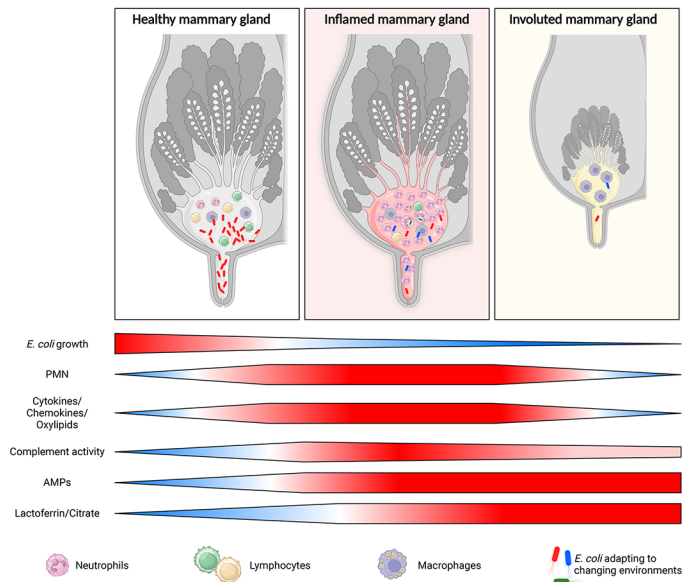 Healthy mammary gland
Inflamed mammary gland
Involuted mammary gland
E. coli growth
PMN
Cytokines/
Chemokines/
Oxylipids
Complement activity
AMPs
Lactoferrin/Citrate
Neutrophils
Lymphocytes
Macrophages
E. coli adapting to
changing environments